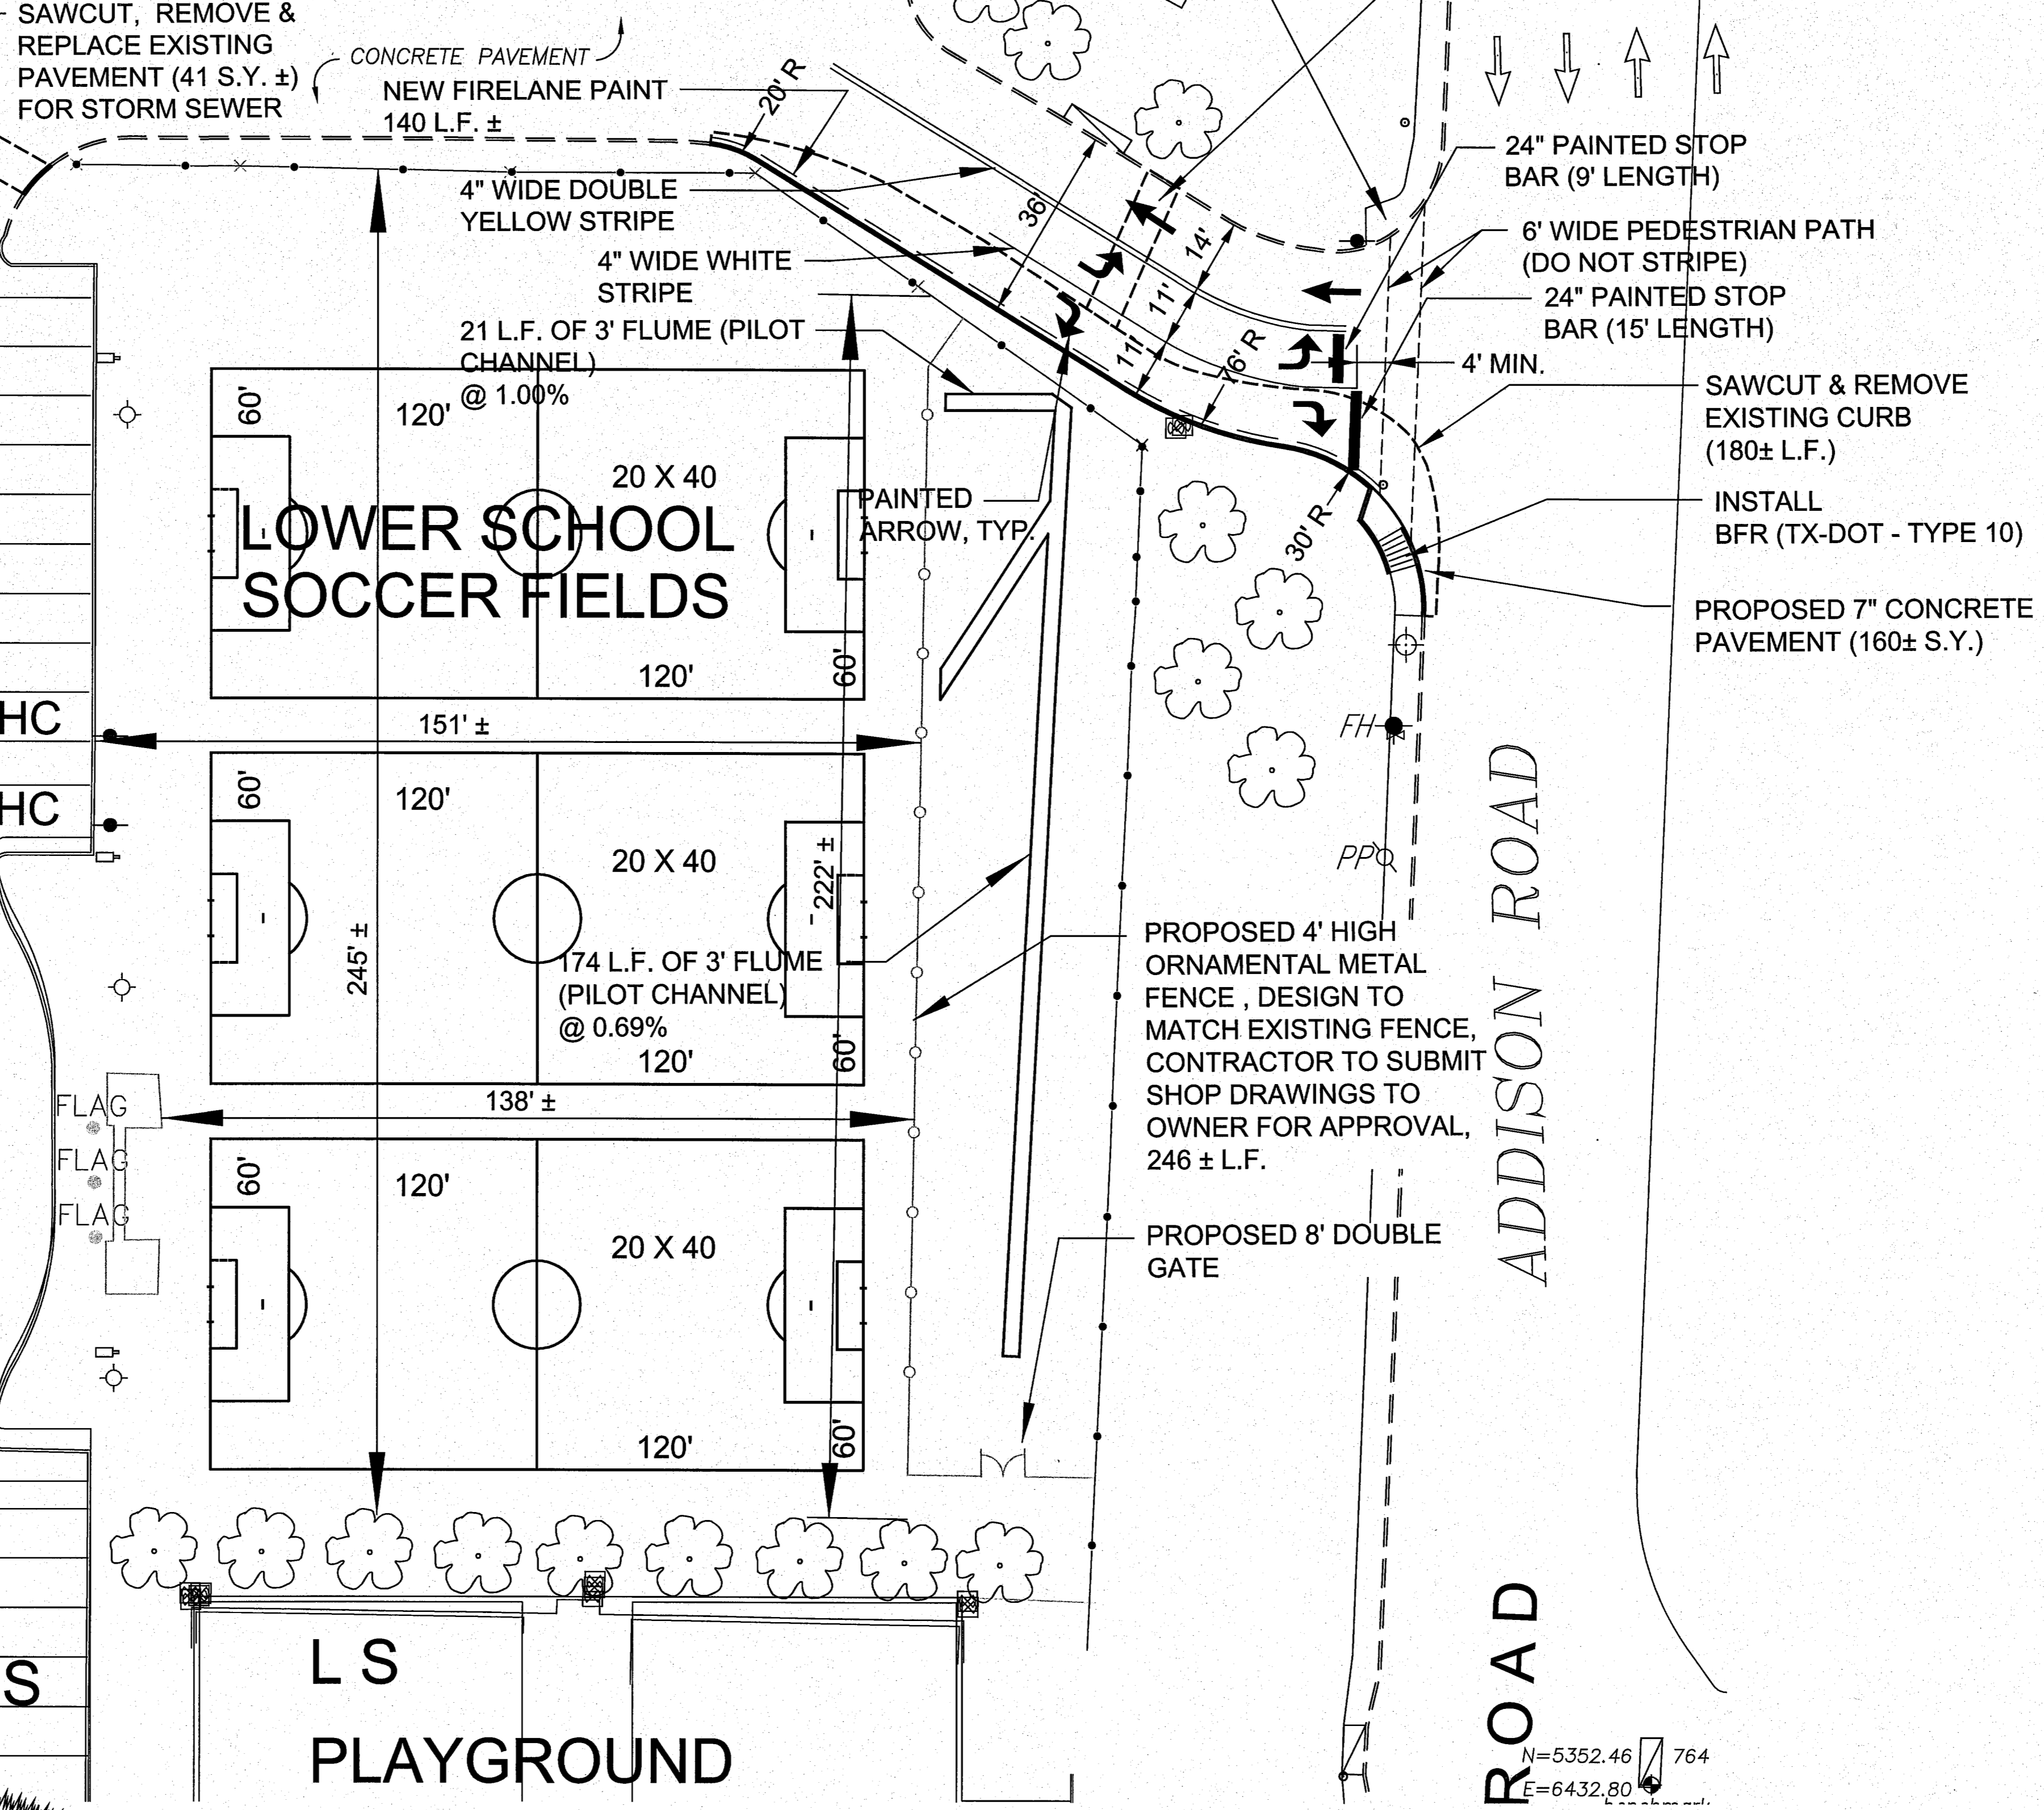 SAWCUT, REMOVE &
REPLACE EXISTING
PAVEMENT (41 S.Y. ±)
FOR STORM SEWER
CONCRETE PAVEMENT
NEW FIRELANE PAINT
140 L.F. ±
20' R
4" WIDE DOUBLE
YELLOW STRIPE
36'
4" WIDE WHITE
STRIPE
14'
11'
11'
76' R
24" PAINTED STOP
BAR (9' LENGTH)
6' WIDE PEDESTRIAN PATH
(DO NOT STRIPE)
24" PAINTED STOP
BAR (15' LENGTH)
4' MIN.
SAWCUT & REMOVE
EXISTING CURB
(180± L.F.)
INSTALL
BFR (TX-DOT - TYPE 10)
30' R
PROPOSED 7" CONCRETE
PAVEMENT (160± S.Y.)
21 L.F. OF 3' FLUME (PILOT
CHANNEL)
@ 1.00%
60'
120'
20 X 40
PAINTED
ARROW, TYP.
LOWER SCHOOL
SOCCER FIELDS
120'
60'
HC
151' ±
FH
60'
120'
HC
20 X 40
222' ±
PP
245' ±
174 L.F. OF 3' FLUME
(PILOT CHANNEL)
@ 0.69%
120'
60'
PROPOSED 4' HIGH
ORNAMENTAL METAL
FENCE , DESIGN TO
MATCH EXISTING FENCE,
CONTRACTOR TO SUBMIT
SHOP DRAWINGS TO
OWNER FOR APPROVAL,
246 ± L.F.
ADDISON ROAD
138' ±
FLAG
FLAG
FLAG
60'
120'
20 X 40
PROPOSED 8' DOUBLE
GATE
120'
60'
L S
PLAYGROUND
S
ROAD
N=5352.46
E=6432.80
764